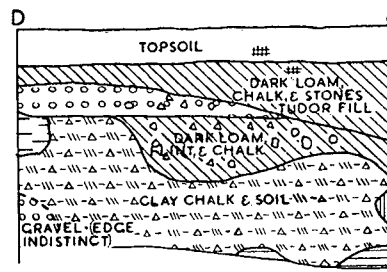 D
TOPSOIL
DARK LOAM,
CHALK, & STONES
TUDOR FILL
DARK LOAM,
FLINT, & CHALK
CLAY CHALK & SOIL
GRAVEL (EDGE
INDISTINCT)